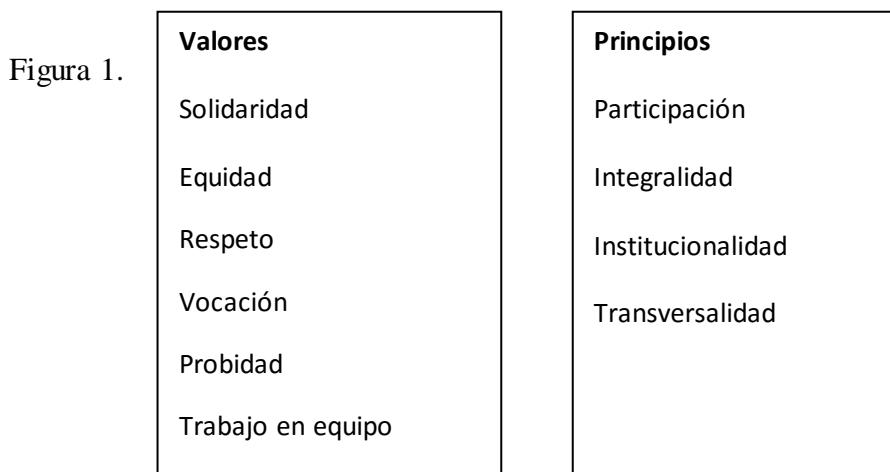 Figura 1.
Valores
Solidaridad
Equidad
Respeto
Vocación
Probidad
Trabajo en equipo
Principios
Participación
Integralidad
Institucionalidad
Transversalidad